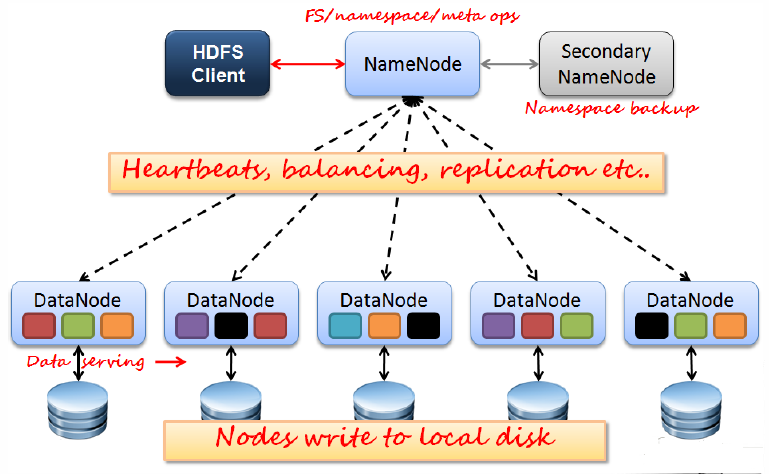 FS/namespace/meta ops
HDFS
Client
NameNode
Secondary
NameNode
Namespace backup
Heartbeats, balancing, replication etc..
DataNode
DataNode
DataNode
DataNode
DataNode
Data serving
Nodes write to local disk